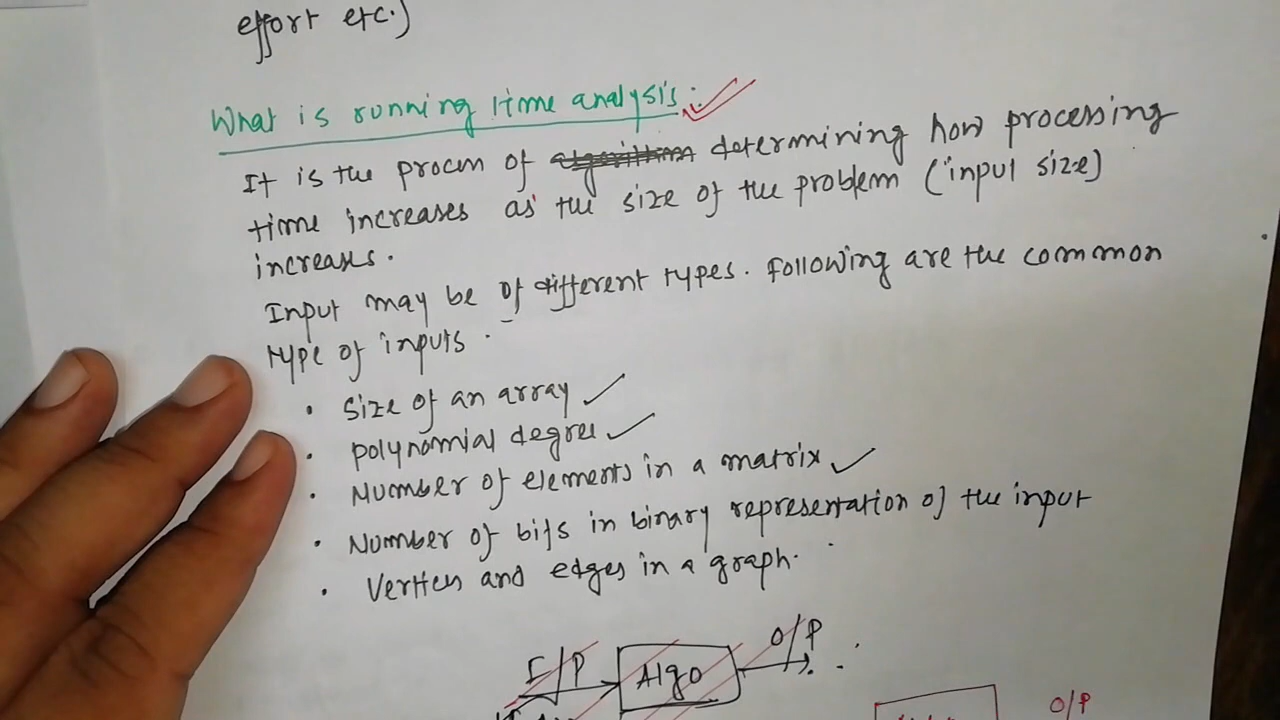 effort etc.)
What is running time analysis:
It is the process of algorithm determining how processing
time increases as the size of the problem (input size)
increases.
Input may be of different types. Following are the common
type of inputs.
• Size of an array ✓
• polynomial degree ✓
• Number of elements in a matrix ✓
• Number of bits in binary representation of the input
• Vertices and edges in a graph.
I/P Algo O/P
O/P